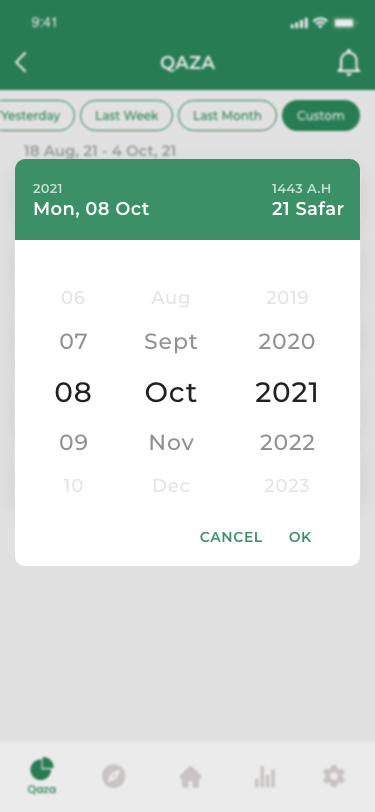 9:41
QAZA
Yesterday Last Week Last Month Custom
18 Aug, 21 - 4 Oct, 21
2021 1443 A.H
Mon, 08 Oct 21 Safar
06 Aug 2019
07 Sept 2020
08 Oct 2021
09 Nov 2022
10 Dec 2023
CANCEL OK
Qaza